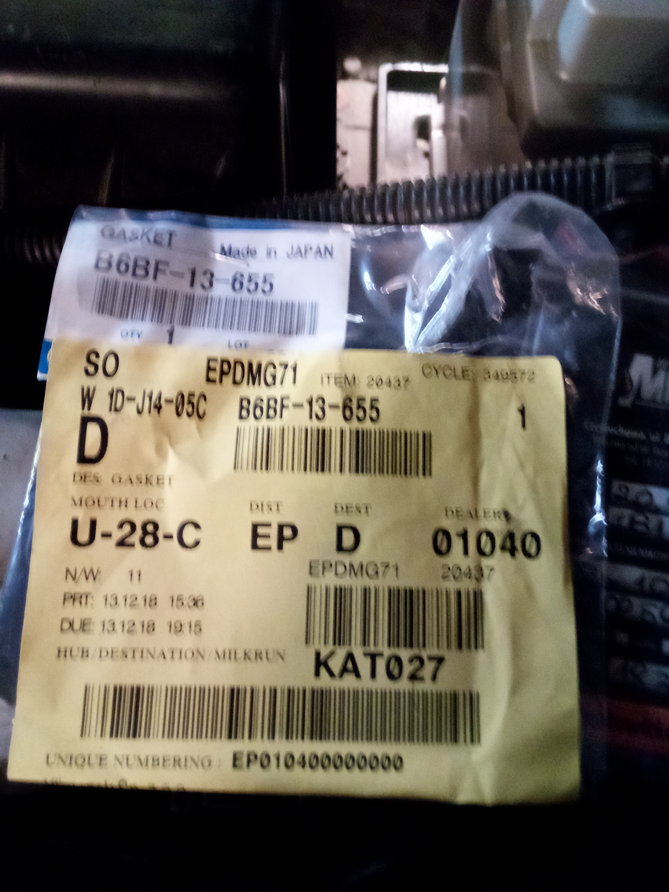 GASKET
Made in JAPAN
B6BF-13-655
QTY 1 LOT
SO EPDMG71 ITEM: 20437 CYCLE: 349572
W 1D-J14-05C B6BF-13-655 1
D
DES: GASKET
MOUTH LOC DIST DEST DEALER
U-28-C EP D 01040
N/W: 11 EPDMG71 20437
PRT: 13.12.18 15:36
DUE: 13.12.18 19:15
HUB/DESTINATION/MILKRUN KAT027
UNIQUE NUMBERING : EP010400000000